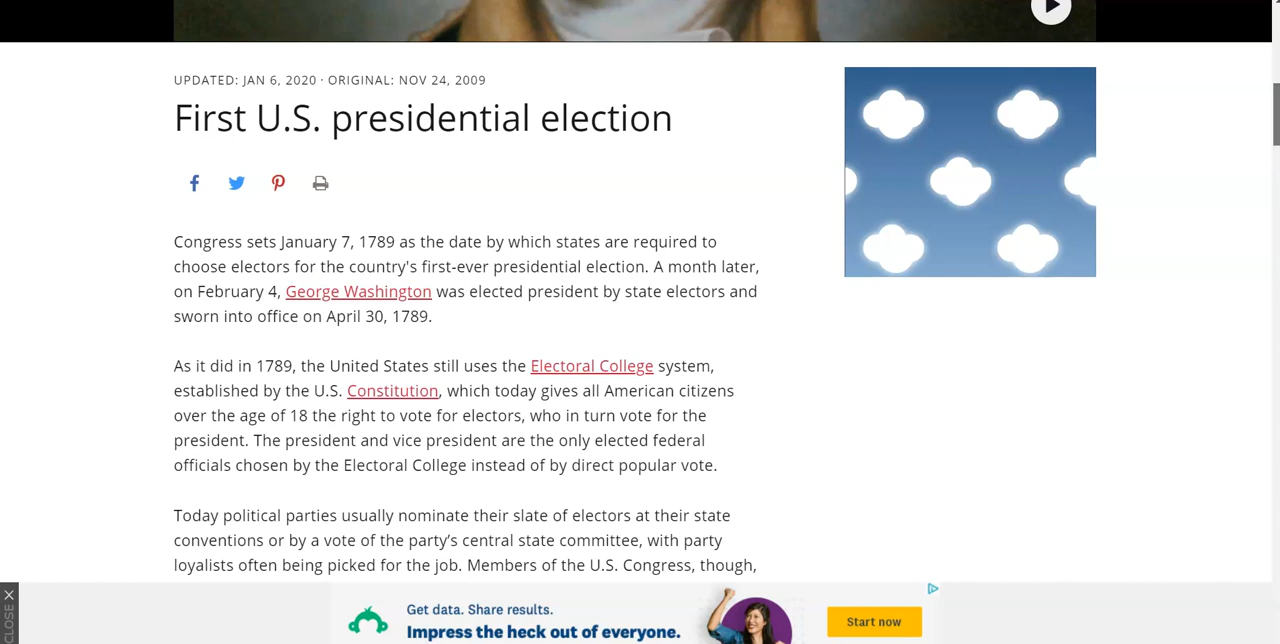 UPDATED: JAN 6, 2020 · ORIGINAL: NOV 24, 2009
First U.S. presidential election
Congress sets January 7, 1789 as the date by which states are required to
choose electors for the country's first-ever presidential election. A month later,
on February 4, George Washington was elected president by state electors and
sworn into office on April 30, 1789.
As it did in 1789, the United States still uses the Electoral College system,
established by the U.S. Constitution, which today gives all American citizens
over the age of 18 the right to vote for electors, who in turn vote for the
president. The president and vice president are the only elected federal
officials chosen by the Electoral College instead of by direct popular vote.
Today political parties usually nominate their slate of electors at their state
conventions or by a vote of the party’s central state committee, with party
loyalists often being picked for the job. Members of the U.S. Congress, though,
CLOSE ×
Get data. Share results.
Impress the heck out of everyone.
Start now